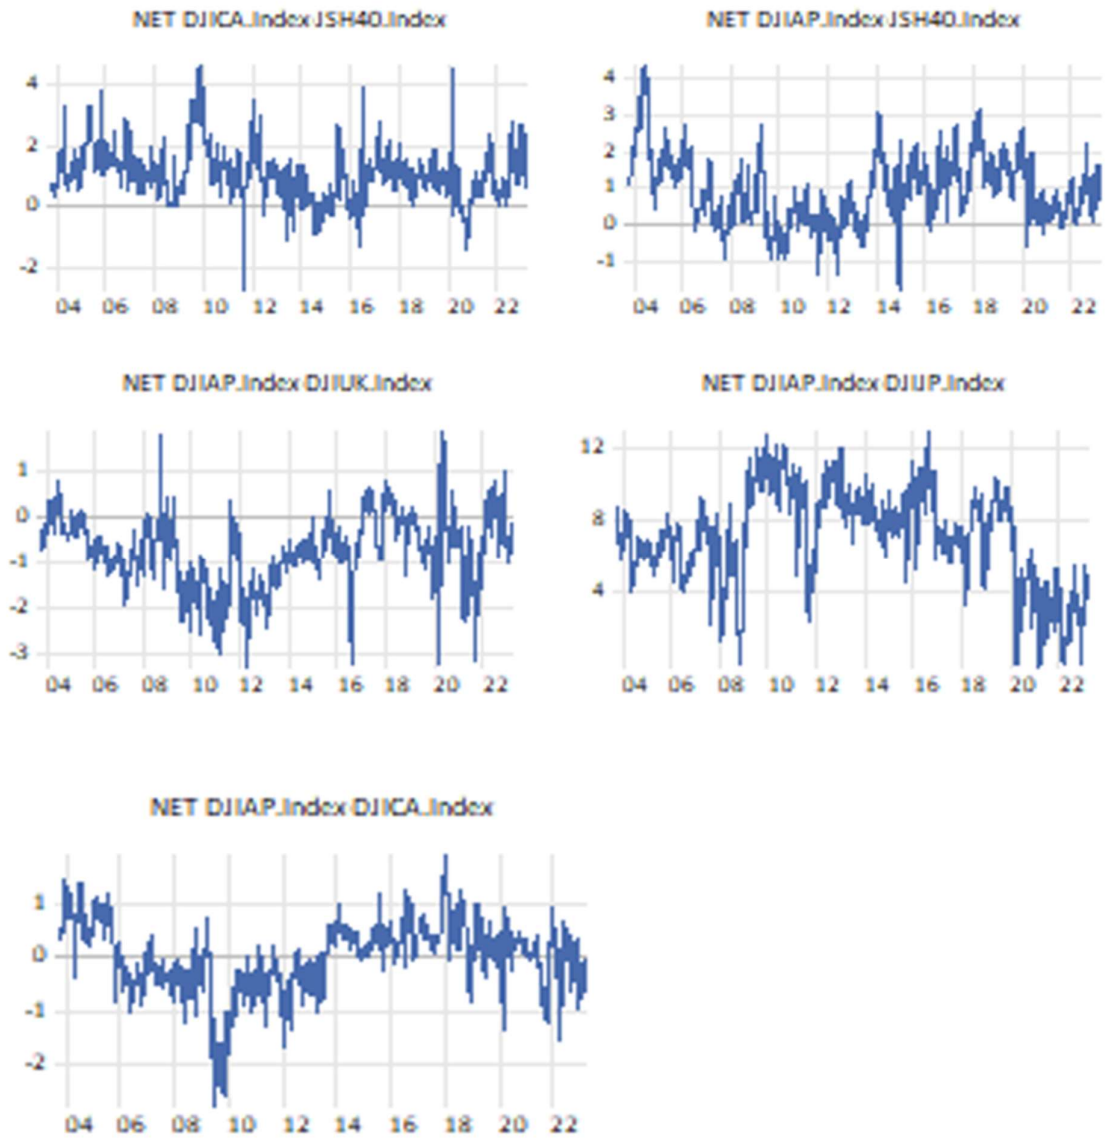 NET DJICA.Index JSH40.Index
NET DJIAP.Index JSH40.Index
4
2
0
-2
04 06 08 10 12 14 16 18 20 22
4
3
2
1
0
-1
04 06 08 10 12 14 16 18 20 22
NET DJIAP.Index DJIUK.Index
NET DJIAP.Index DJIJP.Index
1
0
-1
-2
-3
04 06 08 10 12 14 16 18 20 22
12
8
4
04 06 08 10 12 14 16 18 20 22
NET DJIAP.Index DJICA.Index
1
0
-1
-2
04 06 08 10 12 14 16 18 20 22